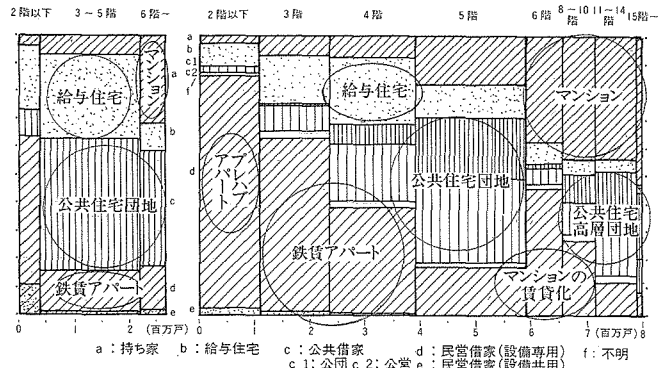 2階以下 3～5階 6階～
2階以下 3階 4階 5階 6階 8～10階 11～14階 15階～
a
b
c
d
e
a
b
c1
c2
f
d
e
マンション
給与住宅
公共住宅団地
鉄賃アパート
プレハブアパート
給与住宅
鉄賃アパート
公共住宅団地
マンション
公共住宅高層団地
マンションの賃貸化
0 1 2 (百万戸)
0 1 2 3 4 5 6 7 (百万戸) 8
a：持ち家 b：給与住宅 c：公共借家 d：民営借家(設備専用) f：不明
c1：公団 c2：公営 e：民営借家(設備共用)